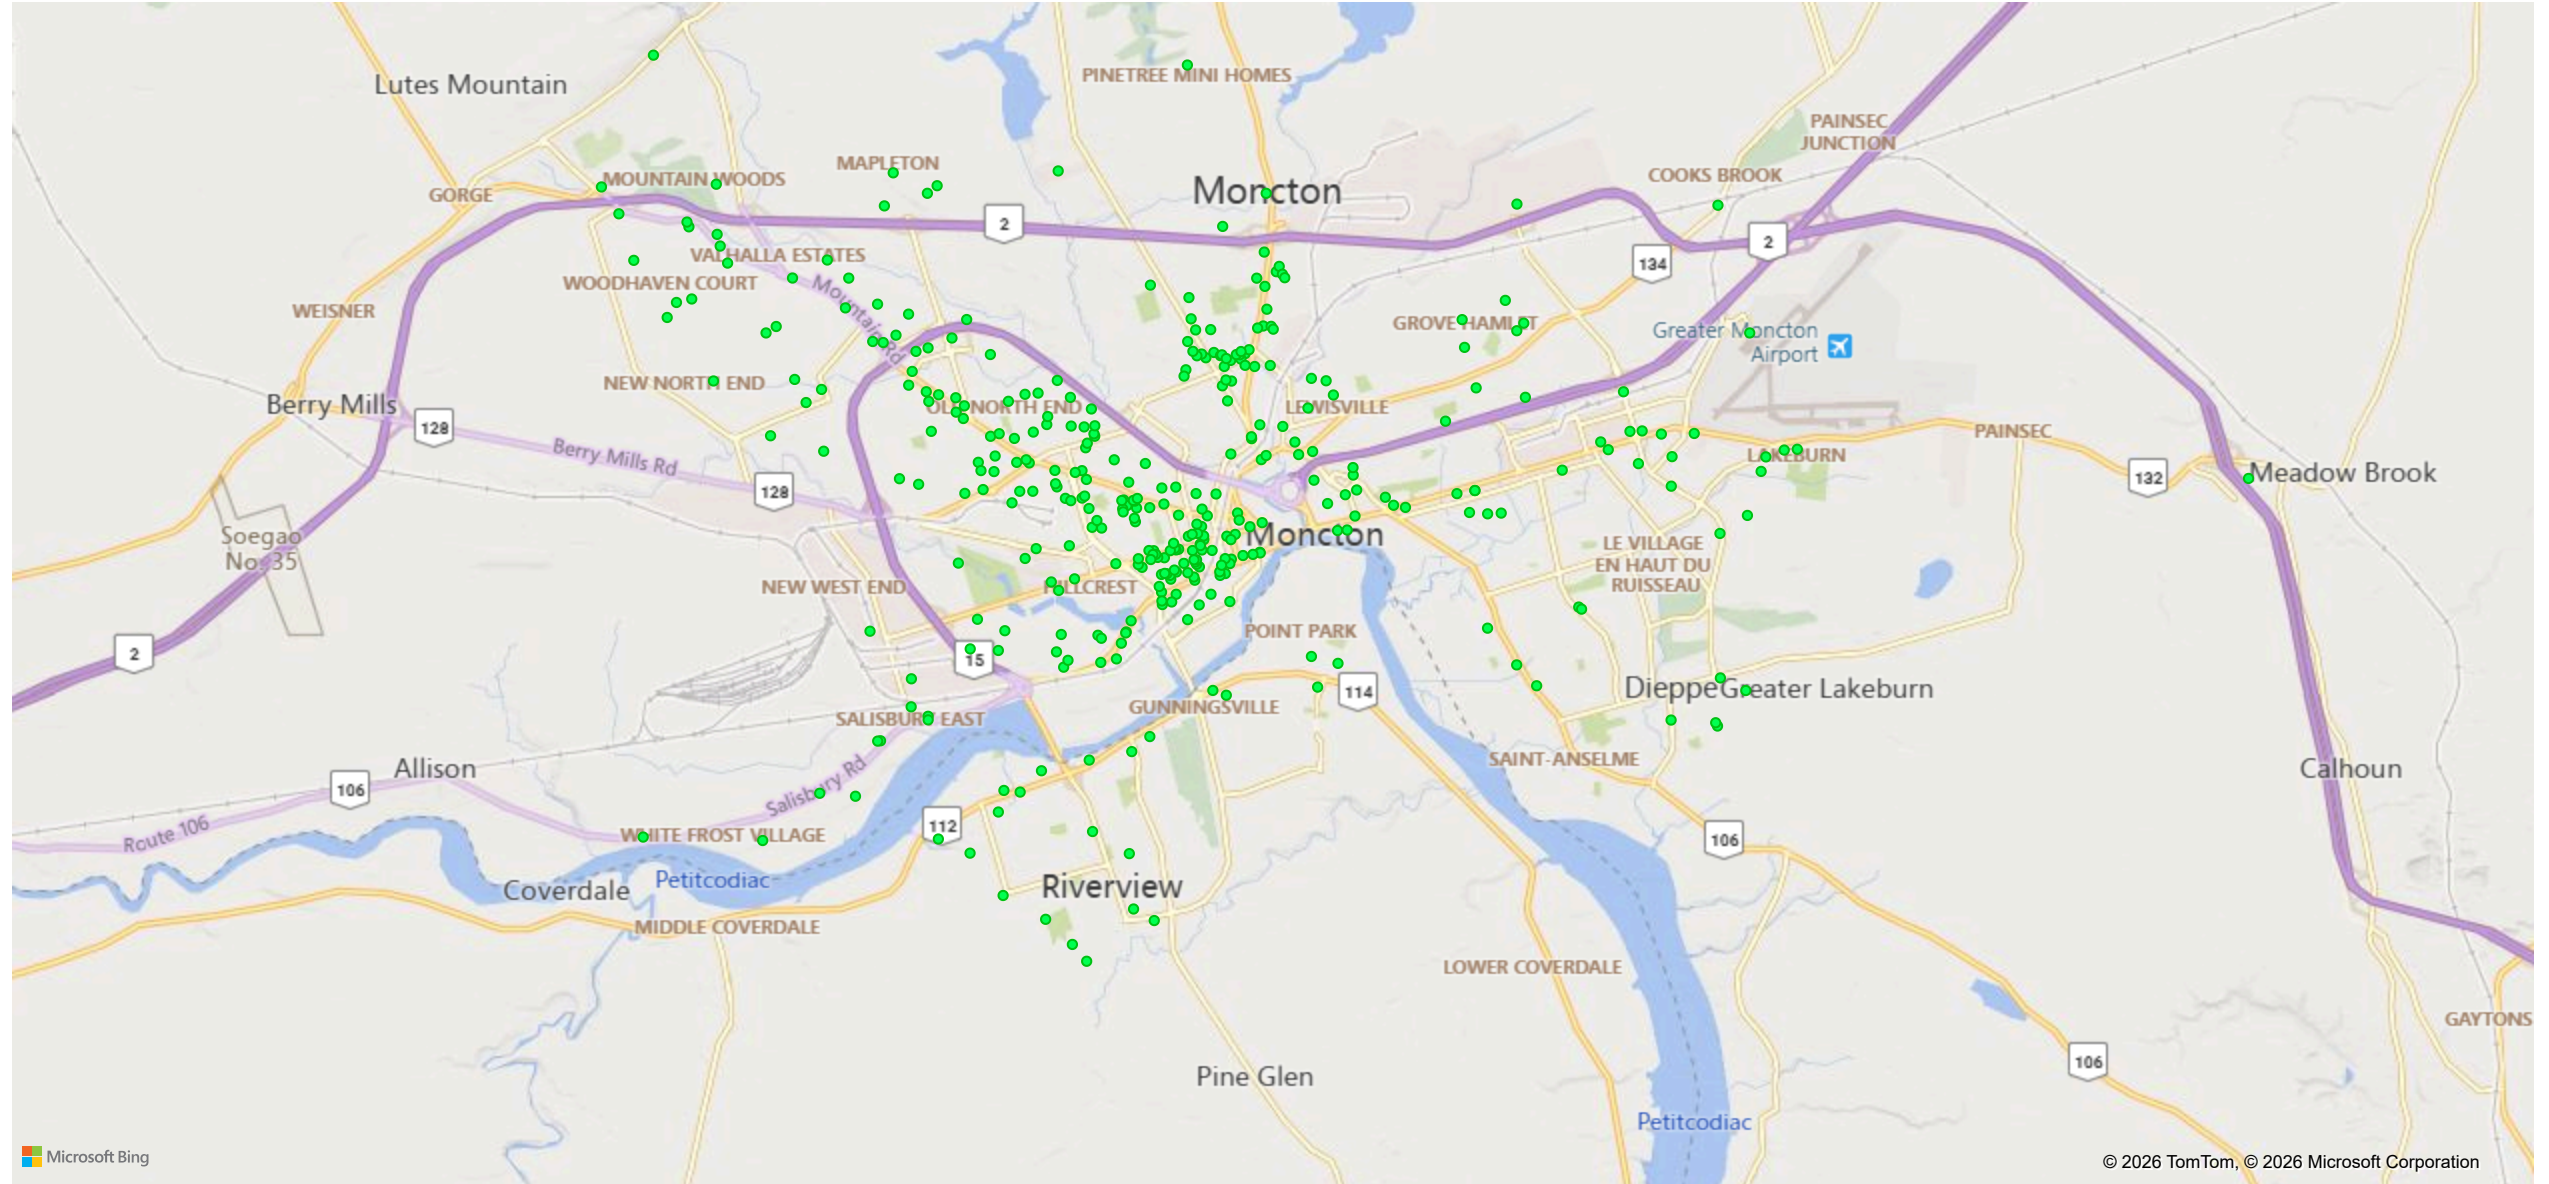 PINETREE MINI HOMES
Lutes Mountain
PAINSEC
JUNCTION
MAPLETON
COOKS BROOK
MOUNTAIN WOODS
GORGE
Moncton
2
2
134
VALHALLA ESTATES
WOODHAVEN COURT
Mountain Rd
WEISNER
GROVE HAMLET
Greater Moncton
Airport
NEW NORTH END
Berry Mills
OLD NORTH END
LEWISVILLE
128
PAINSEC
Berry Mills Rd
LAKEBURN
132
Meadow Brook
128
Soegao
No. 35
Moncton
LE VILLAGE
EN HAUT DU
RUISSEAU
NEW WEST END
HILLCREST
POINT PARK
2
15
114
DieppeGreater Lakeburn
GUNNINGSVILLE
SALISBURY EAST
SAINT-ANSELME
Allison
Calhoun
106
Salisbury Rd
112
Route 106
WHITE FROST VILLAGE
106
Coverdale
Petitcodiac
Riverview
MIDDLE COVERDALE
LOWER COVERDALE
GAYTONS
106
Pine Glen
Petitcodiac
Microsoft Bing
© 2026 TomTom, © 2026 Microsoft Corporation